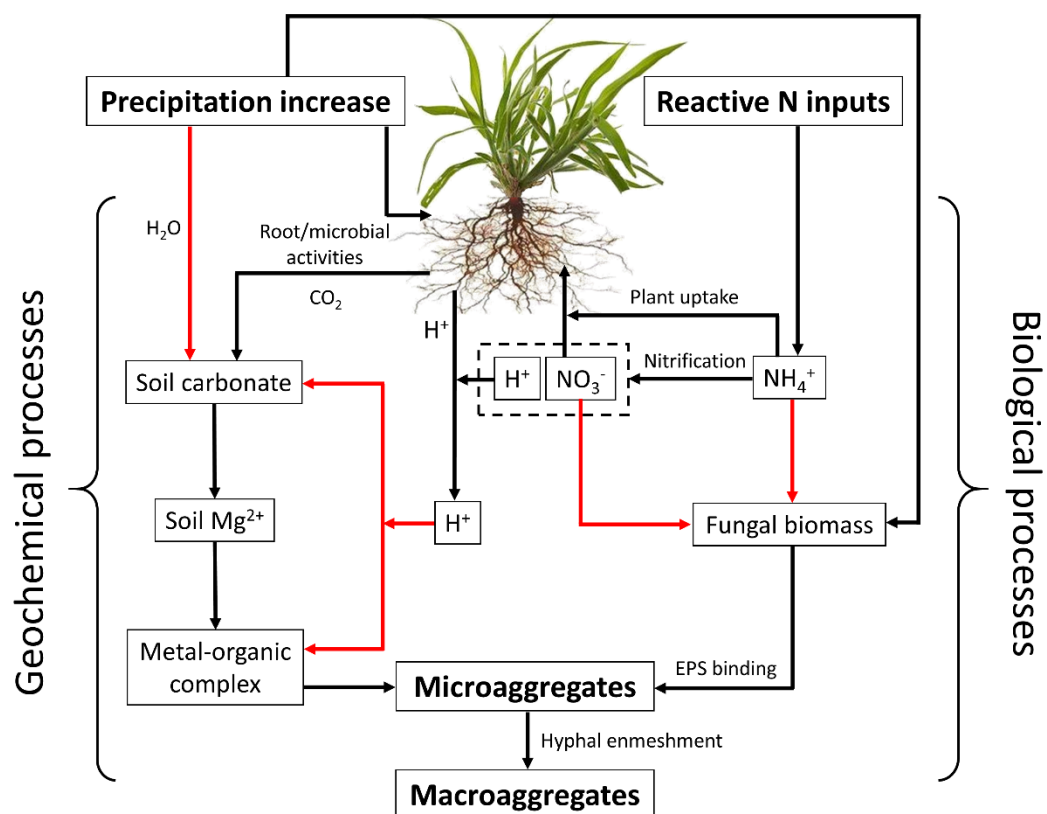 Precipitation increase
Reactive N inputs
H₂O
Root/microbial
activities
CO₂
Plant uptake
H⁺
Nitrification
H⁺
NO₃⁻
NH₄⁺
Soil carbonate
Soil Mg²⁺
H⁺
Fungal biomass
Metal-organic
complex
EPS binding
Microaggregates
Hyphal enmeshment
Macroaggregates
Geochemical processes
Biological processes